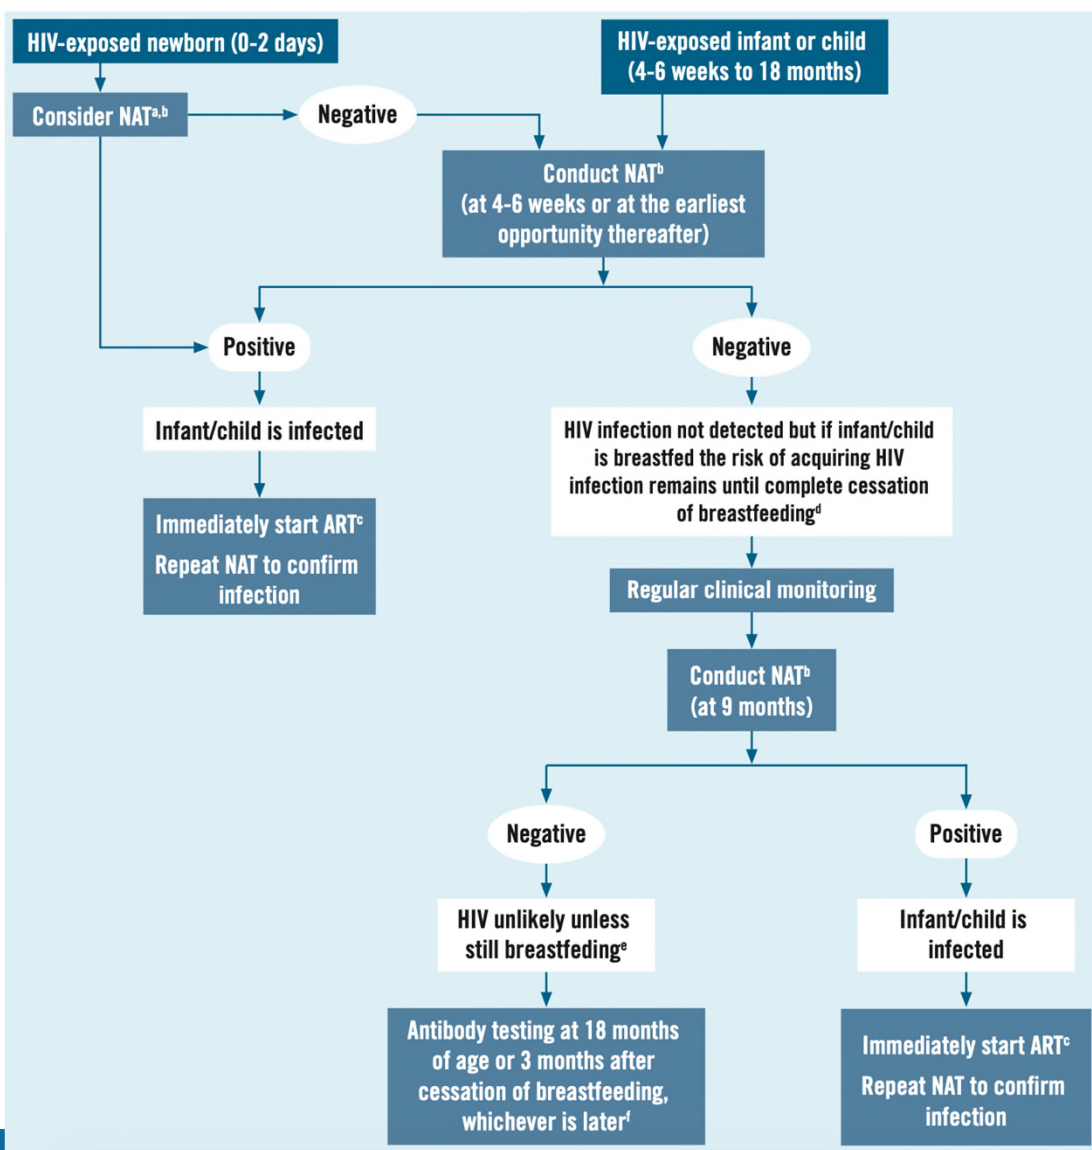 HIV-exposed newborn (0-2 days)
HIV-exposed infant or child
(4-6 weeks to 18 months)
Consider NATᵃ,ᵇ
Negative
Conduct NATᵇ
(at 4-6 weeks or at the earliest
opportunity thereafter)
Positive
Negative
Infant/child is infected
HIV infection not detected but if infant/child
is breastfed the risk of acquiring HIV
infection remains until complete cessation
of breastfeedingᵈ
Immediately start ARTᶜ
Repeat NAT to confirm
infection
Regular clinical monitoring
Conduct NATᵇ
(at 9 months)
Negative
Positive
HIV unlikely unless
still breastfedingᵉ
Infant/child is
infected
Antibody testing at 18 months
of age or 3 months after
cessation of breastfeeding,
whichever is laterᶠ
Immediately start ARTᶜ
Repeat NAT to confirm
infection